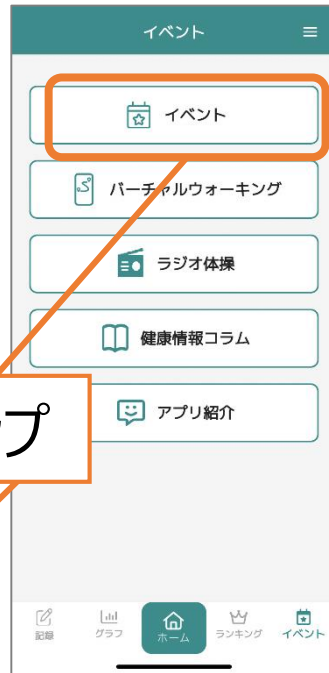 イベント
イベント
バーチャルウォーキング
ラジオ体操
健康情報コラム
プ
アプリ紹介
記録
グラフ
ホーム
ランキング
イベント